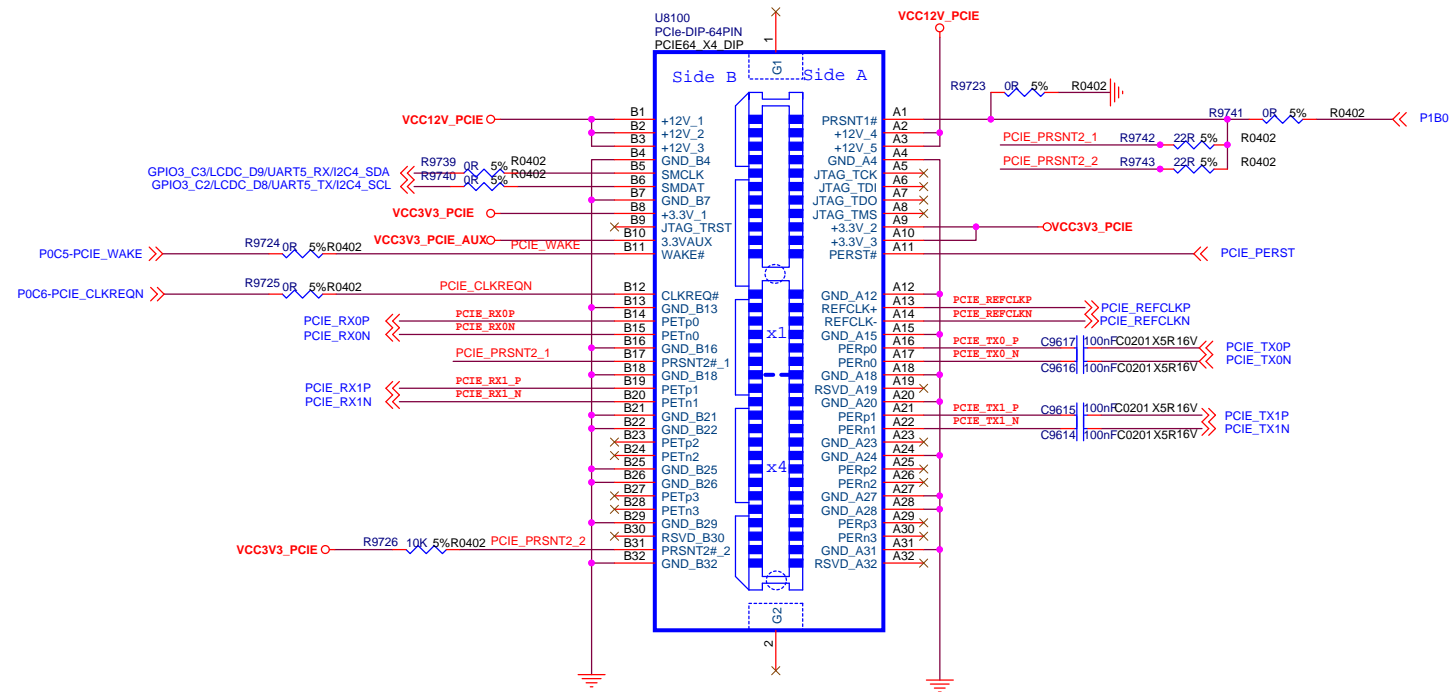 U8100
PCIe-DIP-64PIN
PCIE64_X4_DIP
VCC12V_PCIE
1
G1
Side B
Side A
R9723 0R 5% R0402
VCC12V_PCIE
B1 +12V_1
B2 +12V_2
B3 +12V_3
B4 GND_B4
B5 SMCLK
B6 SMDAT
B7 GND_B7
B8 +3.3V_1
B9 JTAG_TRST
B10 3.3VAUX
B11 WAKE#
B12 CLKREQ#
B13 GND_B13
B14 PETp0
B15 PETn0
B16 GND_B16
B17 PRSNT2#_1
B18 GND_B18
B19 PETp1
B20 PETn1
B21 GND_B21
B22 GND_B22
B23 PETp2
B24 PETn2
B25 GND_B25
B26 GND_B26
B27 PETp3
B28 PETn3
B29 GND_B29
B30 RSVD_B30
B31 PRSNT2#_2
B32 GND_B32
R9739 0R 5% R0402
GPIO3_C3/LCDC_D9/UART5_RX/I2C4_SDA
R9740 0R 5% R0402
GPIO3_C2/LCDC_D8/UART5_TX/I2C4_SCL
VCC3V3_PCIE
VCC3V3_PCIE_AUX
P0C5-PCIE_WAKE R9724 0R 5% R0402 PCIE_WAKE
P0C6-PCIE_CLKREQN R9725 0R 5% R0402 PCIE_CLKREQN
PCIE_RX0P PCIE_RX0P
PCIE_RX0N PCIE_RX0N
PCIE_PRSNT2_1
PCIE_RX1P PCIE_RX1_P
PCIE_RX1N PCIE_RX1_N
VCC3V3_PCIE R9726 10K 5% R0402 PCIE_PRSNT2_2
x1
x4
PRSNT1# A1
+12V_4 A2
+12V_5 A3
GND_A4 A4
JTAG_TCK A5
JTAG_TDI A6
JTAG_TDO A7
JTAG_TMS A8
+3.3V_2 A9
+3.3V_3 A10
PERST# A11
GND_A12 A12
REFCLK+ A13
REFCLK- A14
GND_A15 A15
PERp0 A16
PERn0 A17
GND_A18 A18
RSVD_A19 A19
GND_A20 A20
PERp1 A21
PERn1 A22
GND_A23 A23
GND_A24 A24
PERp2 A25
PERn2 A26
GND_A27 A27
GND_A28 A28
PERp3 A29
PERn3 A30
GND_A31 A31
RSVD_A32 A32
R9741 0R 5% R0402 P1B0
PCIE_PRSNT2_1 R9742 22R 5% R0402
PCIE_PRSNT2_2 R9743 22R 5% R0402
VCC3V3_PCIE
PCIE_PERST
PCIE_REFCLKP PCIE_REFCLKP
PCIE_REFCLKN PCIE_REFCLKN
PCIE_TX0_P C9617 100nF C0201 X5R 16V PCIE_TX0P
PCIE_TX0_N C9616 100nF C0201 X5R 16V PCIE_TX0N
PCIE_TX1_P C9615 100nF C0201 X5R 16V PCIE_TX1P
PCIE_TX1_N C9614 100nF C0201 X5R 16V PCIE_TX1N
G2
2